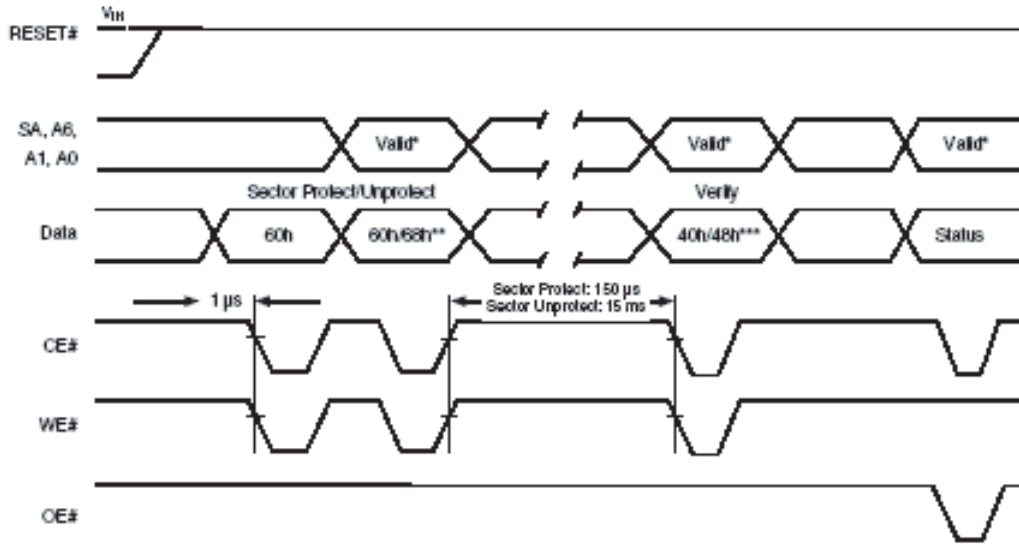 VIH
RESET#
SA, A6,
A1, A0
Valid*
Valid*
Valid*
Sector Protect/Unprotect
Verify
Data
60h
60h/68h**
40h/48h***
Status
1 µs
Sector Protect: 150 µs
Sector Unprotect: 15 ms
CE#
WE#
OE#